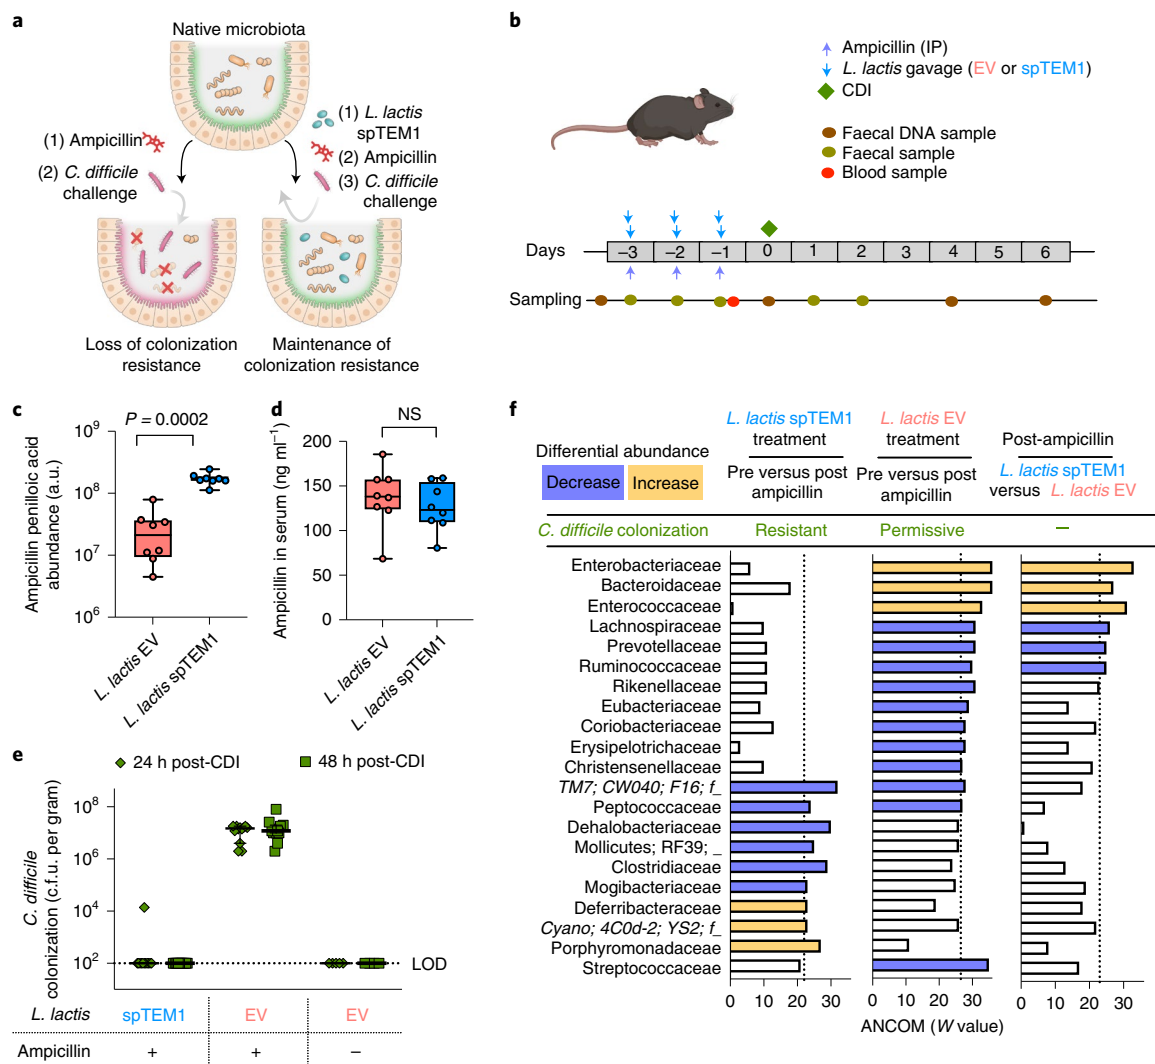 a
Native microbiota
(1) Ampicillin
(2) C. difficile
challenge
(1) L. lactis
spTEM1
(2) Ampicillin
(3) C. difficile
challenge
Loss of colonization
resistance
Maintenance of
colonization resistance
b
Ampicillin (IP)
L. lactis gavage (EV or spTEM1)
CDI
Faecal DNA sample
Faecal sample
Blood sample
Days
–3 –2 –1 0 1 2 3 4 5 6
Sampling
c
P = 0.0002
Ampicillin penilloic acid
abundance (a.u.)
10⁹
10⁸
10⁷
10⁶
L. lactis EV
L. lactis spTEM1
d
NS
Ampicillin in serum (ng ml⁻¹)
200
150
100
50
0
L. lactis EV
L. lactis spTEM1
e
24 h post-CDI
48 h post-CDI
C. difficile
colonization (c.f.u. per gram)
10⁸
10⁶
10⁴
10²
LOD
L. lactis spTEM1 EV EV
Ampicillin + + –
f
Differential abundance
Decrease Increase
L. lactis spTEM1
treatment
Pre versus post
ampicillin
L. lactis EV
treatment
Pre versus post
ampicillin
Post-ampicillin
L. lactis spTEM1
versus L. lactis EV
C. difficile colonization Resistant Permissive –
Enterobacteriaceae
Bacteroidaceae
Enterococcaceae
Lachnospiraceae
Prevotellaceae
Ruminococcaceae
Rikenellaceae
Eubacteriaceae
Coriobacteriaceae
Erysipelotrichaceae
Christensenellaceae
TM7; CW040; F16; f_
Peptococcaceae
Dehalobacteriaceae
Mollicutes; RF39; _
Clostridiaceae
Mogibacteriaceae
Deferribacteraceae
Cyano; 4C0d-2; YS2; f_
Porphyromonadaceae
Streptococcaceae
0 10 20 30 0 10 20 30 0 10 20 30
ANCOM (W value)